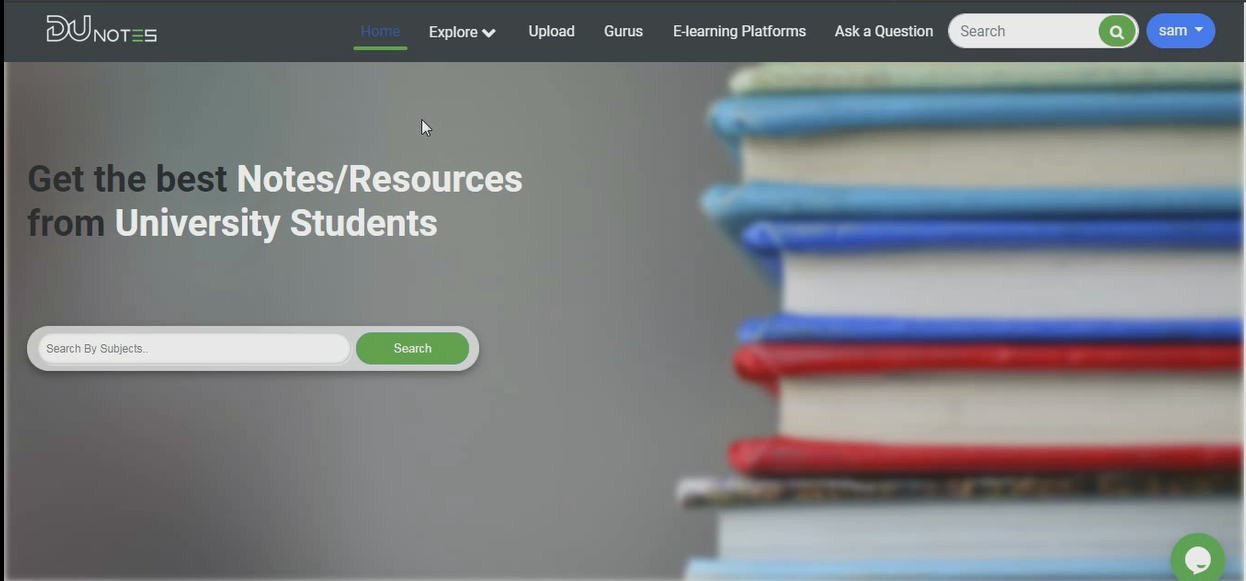 DU NOTES
Home Explore Upload Gurus E-learning Platforms Ask a Question Search sam
Get the best Notes/Resources
from University Students
Search By Subjects.. Search